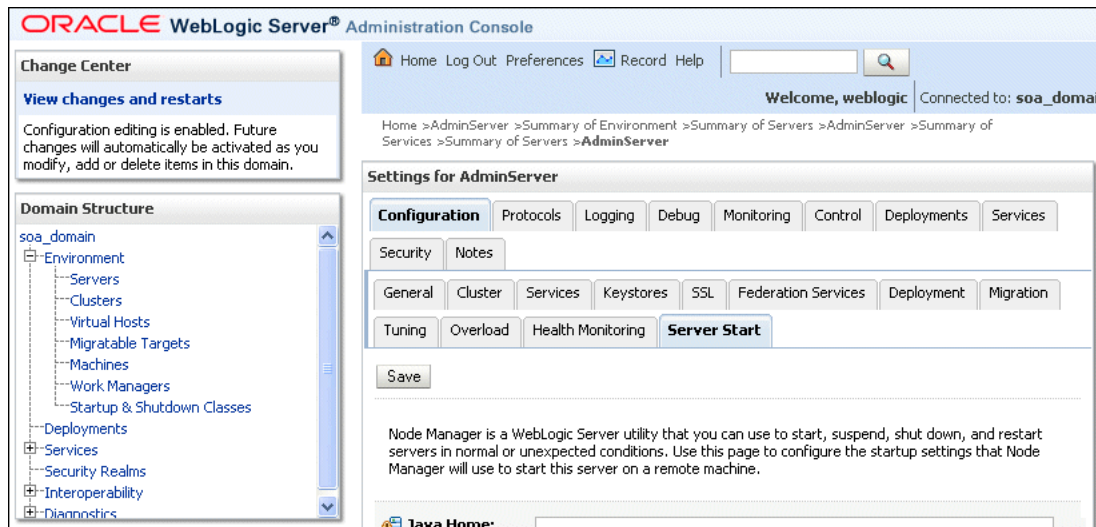 ORACLE WebLogic Server® Administration Console
Change Center
View changes and restarts
Configuration editing is enabled. Future
changes will automatically be activated as you
modify, add or delete items in this domain.
Domain Structure
soa_domain
Environment
Servers
Clusters
Virtual Hosts
Migratable Targets
Machines
Work Managers
Startup & Shutdown Classes
Deployments
Services
Security Realms
Interoperability
Diagnostics
Home Log Out Preferences Record Help
Welcome, weblogic Connected to: soa_domai
Home >AdminServer >Summary of Environment >Summary of Servers >AdminServer >Summary of
Services >Summary of Servers >AdminServer
Settings for AdminServer
Configuration Protocols Logging Debug Monitoring Control Deployments Services
Security Notes
General Cluster Services Keystores SSL Federation Services Deployment Migration
Tuning Overload Health Monitoring Server Start
Save
Node Manager is a WebLogic Server utility that you can use to start, suspend, shut down, and restart
servers in normal or unexpected conditions. Use this page to configure the startup settings that Node
Manager will use to start this server on a remote machine.
Java Home: